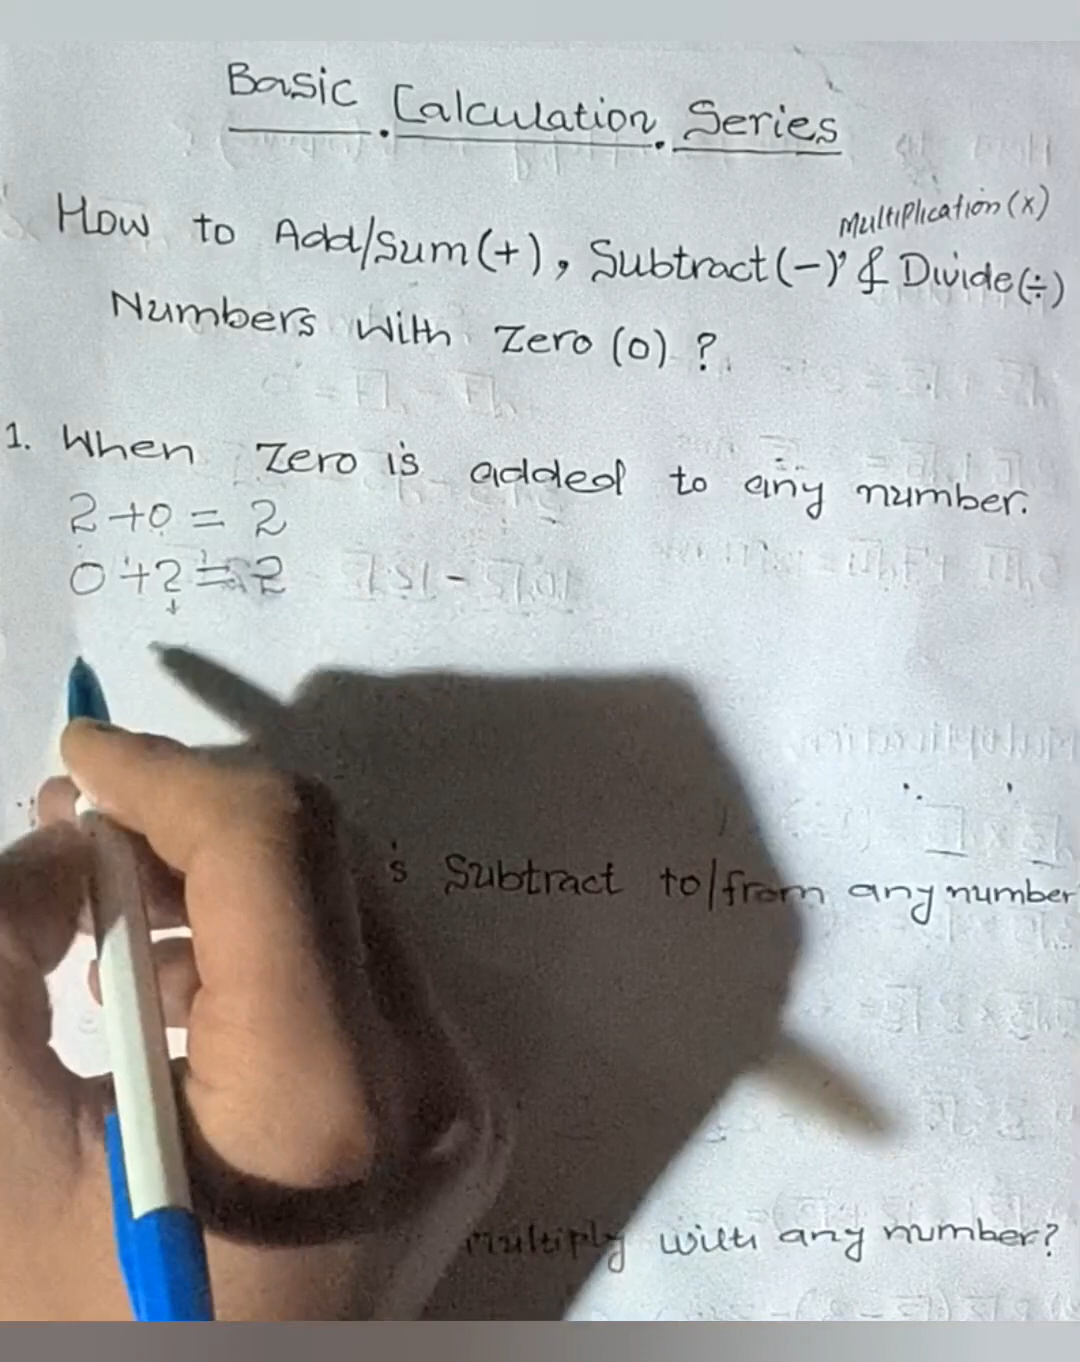 Basic Calculation Series
Multiplication (x)
How to Add/Sum (+), Subtract (-), & Divide (÷)
Numbers with Zero (0) ?
1. When Zero is added to any number.
2+0 = 2
0+2=2
's Subtract to/from any number
multiply with any number?